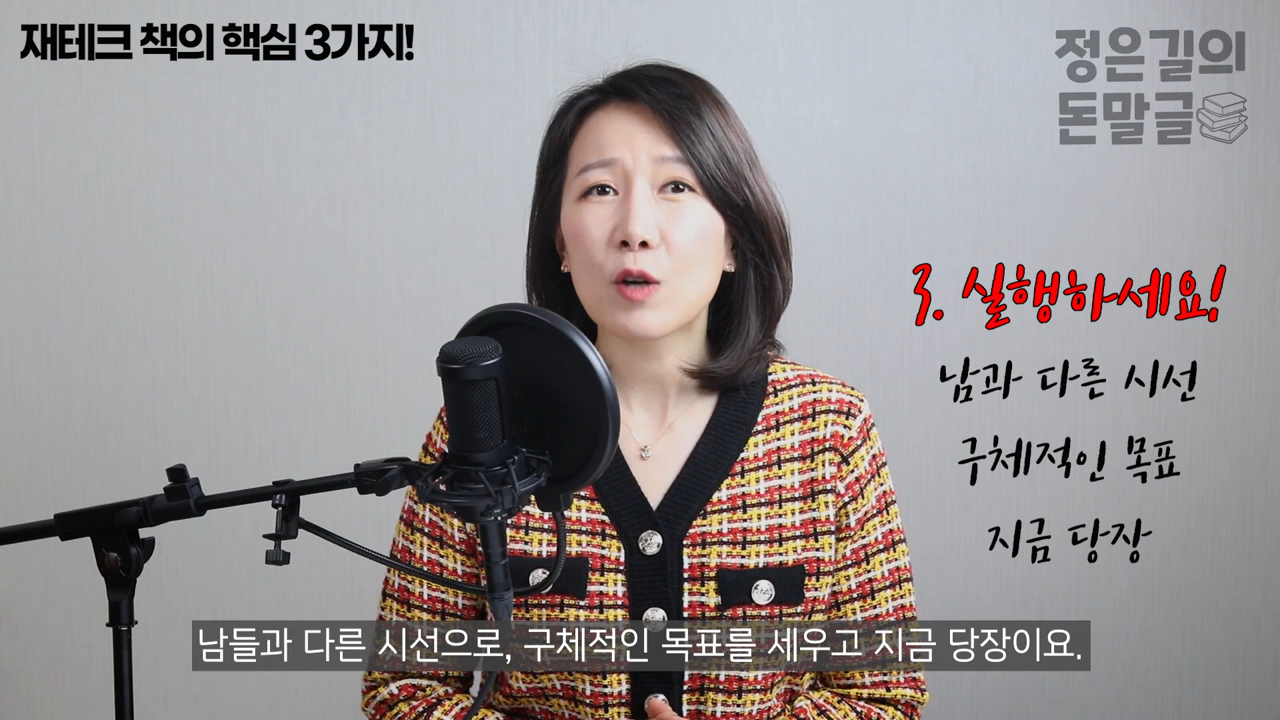 재테크 책의 핵심 3가지!
정은길의
돈말글
3. 실행하세요!
남과 다른 시선
구체적인 목표
지금 당장
남들과 다른 시선으로, 구체적인 목표를 세우고 지금 당장이요.